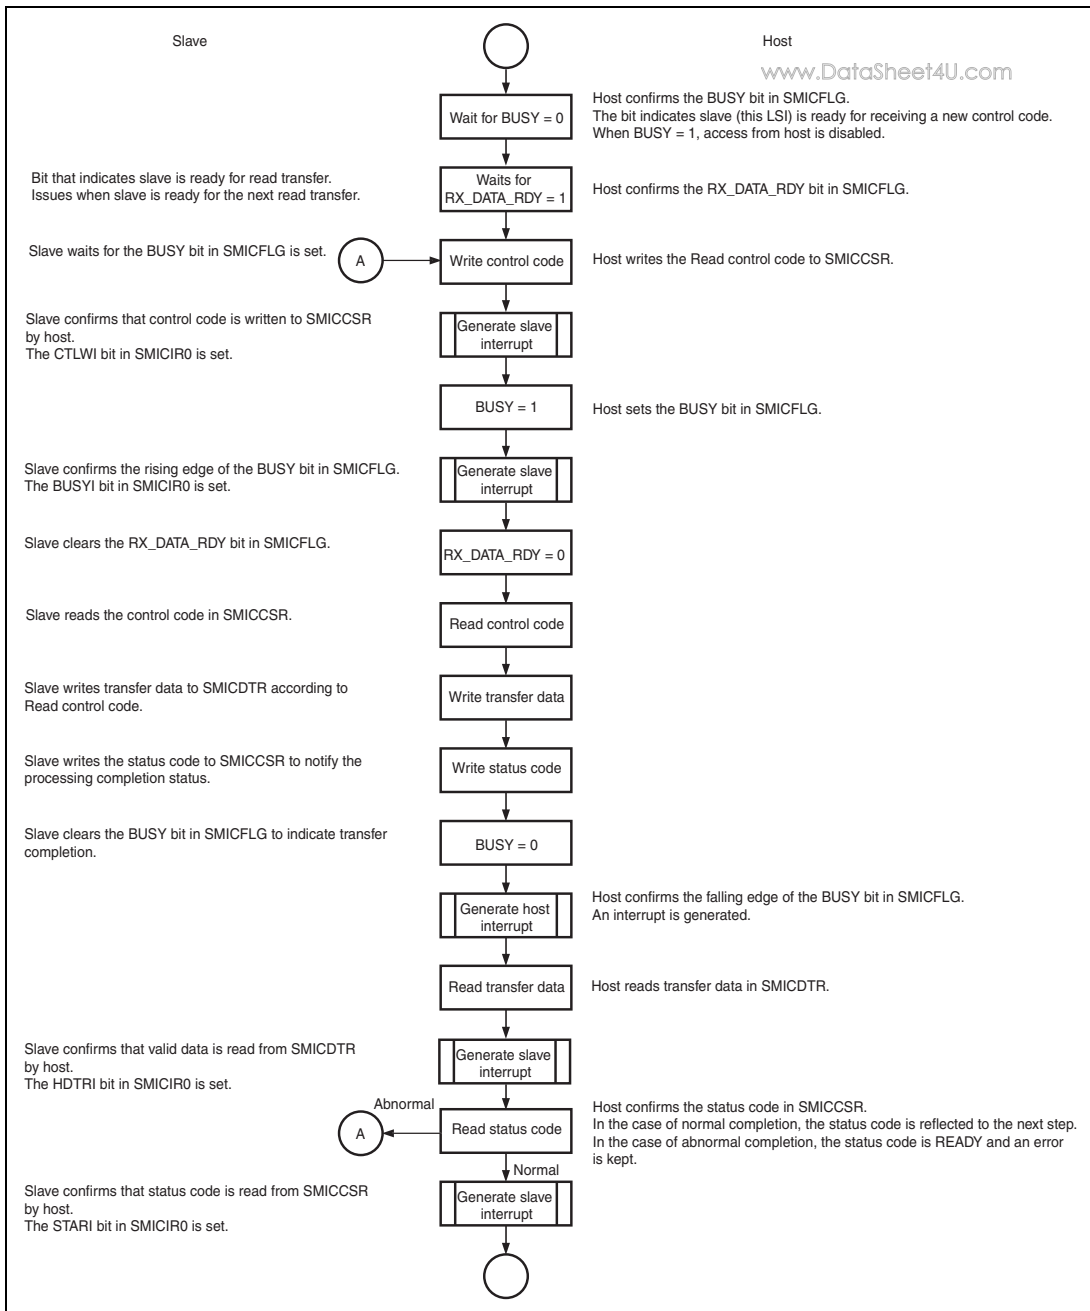 Slave
Host
www.DataSheet4U.com
Wait for BUSY = 0
Host confirms the BUSY bit in SMICFLG.
The bit indicates slave (this LSI) is ready for receiving a new control code.
When BUSY = 1, access from host is disabled.
Bit that indicates slave is ready for read transfer.
Issues when slave is ready for the next read transfer.
Waits for
RX_DATA_RDY = 1
Host confirms the RX_DATA_RDY bit in SMICFLG.
Slave waits for the BUSY bit in SMICFLG is set.
A
Write control code
Host writes the Read control code to SMICCSR.
Slave confirms that control code is written to SMICCSR
by host.
The CTLWI bit in SMICIR0 is set.
Generate slave
interrupt
BUSY = 1
Host sets the BUSY bit in SMICFLG.
Slave confirms the rising edge of the BUSY bit in SMICFLG.
The BUSYI bit in SMICIR0 is set.
Generate slave
interrupt
Slave clears the RX_DATA_RDY bit in SMICFLG.
RX_DATA_RDY = 0
Slave reads the control code in SMICCSR.
Read control code
Slave writes transfer data to SMICDTR according to
Read control code.
Write transfer data
Slave writes the status code to SMICCSR to notify the
processing completion status.
Write status code
Slave clears the BUSY bit in SMICFLG to indicate transfer
completion.
BUSY = 0
Generate host
interrupt
Host confirms the falling edge of the BUSY bit in SMICFLG.
An interrupt is generated.
Read transfer data
Host reads transfer data in SMICDTR.
Slave confirms that valid data is read from SMICDTR
by host.
The HDTRI bit in SMICIR0 is set.
Generate slave
interrupt
Abnormal
A
Read status code
Host confirms the status code in SMICCSR.
In the case of normal completion, the status code is reflected to the next step.
In the case of abnormal completion, the status code is READY and an error
is kept.
Normal
Slave confirms that status code is read from SMICCSR
by host.
The STARI bit in SMICIR0 is set.
Generate slave
interrupt